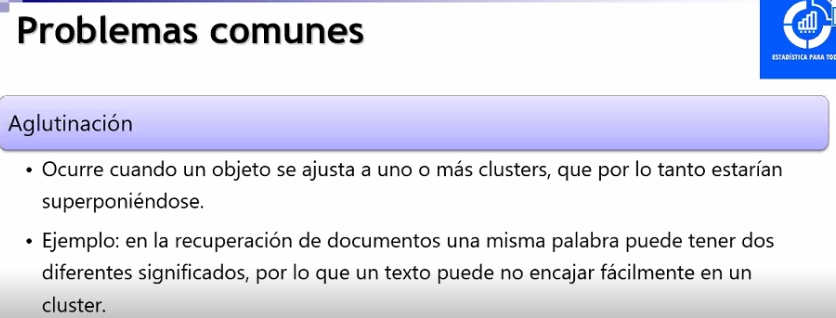 Problemas comunes
ESTADÍSTICA PARA
Aglutinación
• Ocurre cuando un objeto se ajusta a uno o más clusters, que por lo tanto estarían
superponiéndose.
• Ejemplo: en la recuperación de documentos una misma palabra puede tener dos
diferentes significados, por lo que un texto puede no encajar fácilmente en un
cluster.